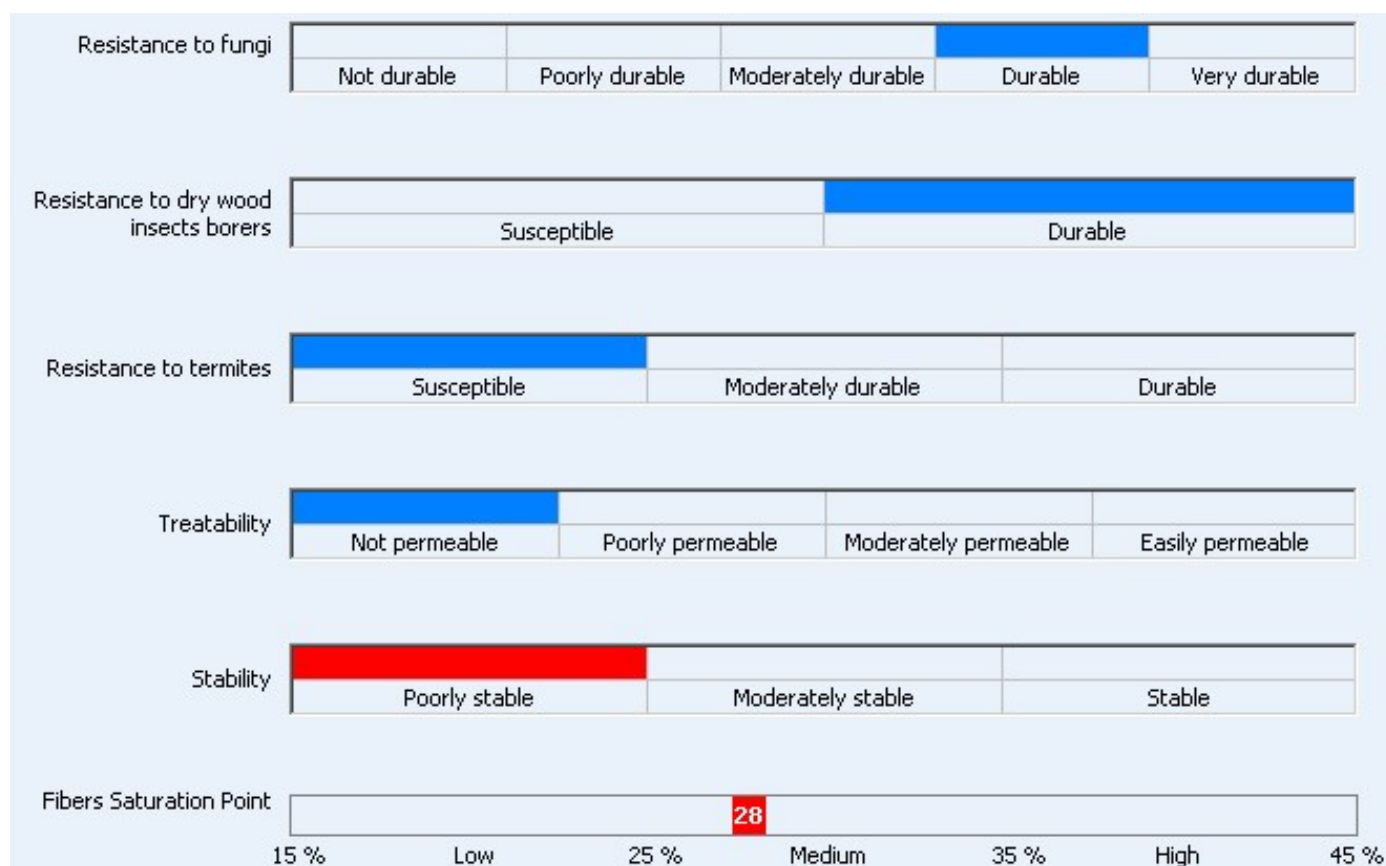 Resistance to fungi
Not durable Poorly durable Moderately durable Durable Very durable
Resistance to dry wood
insects borers
Susceptible Durable
Resistance to termites
Susceptible Moderately durable Durable
Treatability
Not permeable Poorly permeable Moderately permeable Easily permeable
Stability
Poorly stable Moderately stable Stable
Fibers Saturation Point
28
15 % Low 25 % Medium 35 % High 45 %